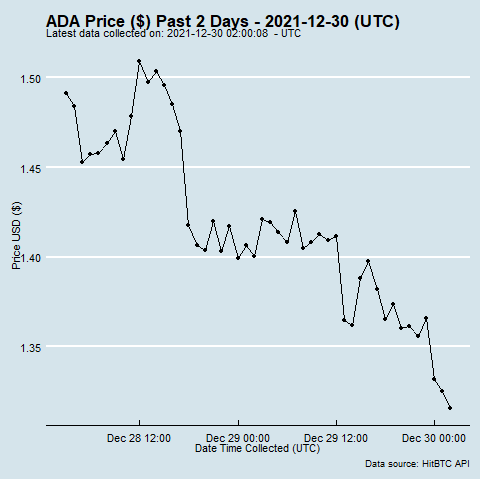 ADA Price ($) Past 2 Days - 2021-12-30 (UTC)
Latest data collected on: 2021-12-30 02:00:08 - UTC
1.50
1.45
1.40
1.35
Price USD ($)
Dec 28 12:00 Dec 29 00:00 Dec 29 12:00 Dec 30 00:00
Date Time Collected (UTC)
Data source: HitBTC API